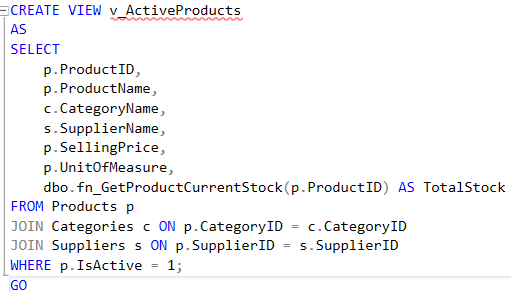 CREATE VIEW v_ActiveProducts
AS
SELECT
    p.ProductID,
    p.ProductName,
    c.CategoryName,
    s.SupplierName,
    p.SellingPrice,
    p.UnitOfMeasure,
    dbo.fn_GetProductCurrentStock(p.ProductID) AS TotalStock
FROM Products p
JOIN Categories c ON p.CategoryID = c.CategoryID
JOIN Suppliers s ON p.SupplierID = s.SupplierID
WHERE p.IsActive = 1;
GO